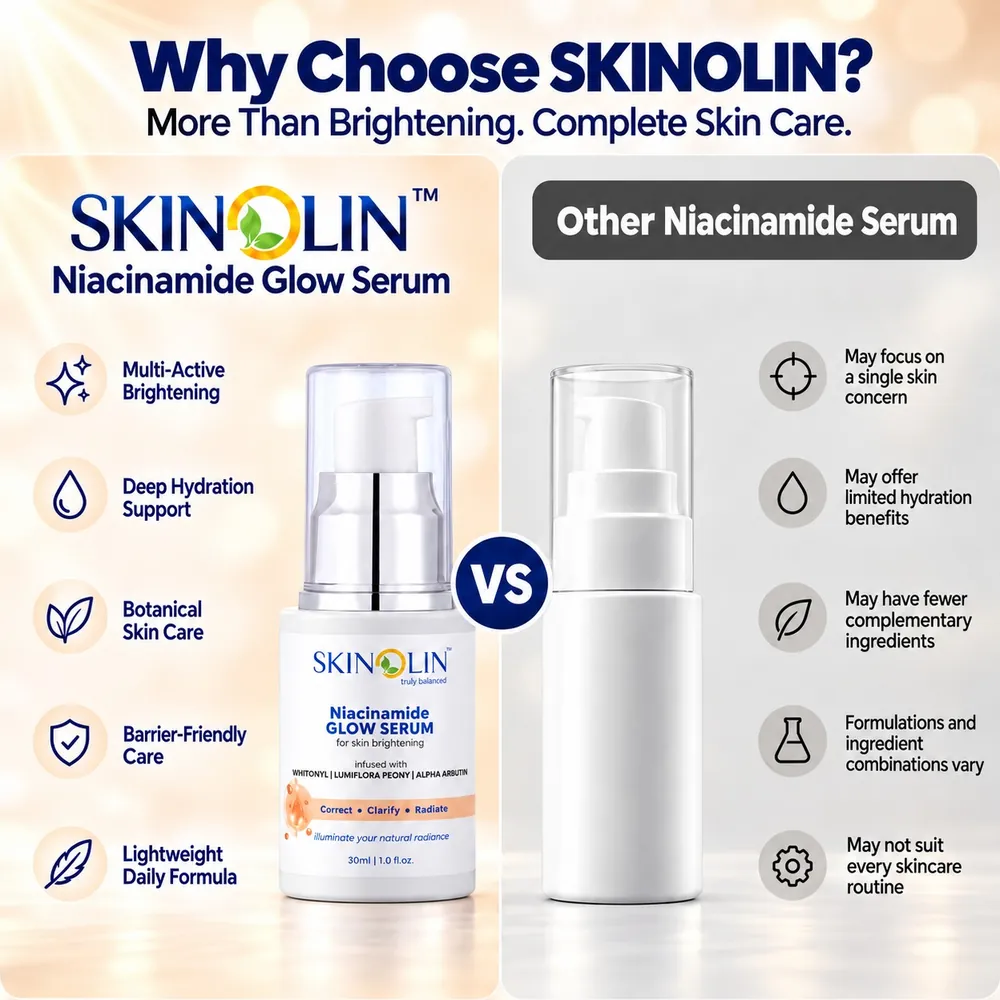 Why Choose SKINOLIN?
More Than Brightening. Complete Skin Care.
SKINOLIN™
Niacinamide Glow Serum
Multi-Active
Brightening
Deep Hydration
Support
Botanical
Skin Care
Barrier-Friendly
Care
Lightweight
Daily Formula
SKINOLIN™
truly balanced
Niacinamide
GLOW SERUM
for skin brightening
infused with
WHITONYL | LUMIFLORA PEONY | ALPHA ARBUTIN
Correct • Clarify • Radiate
illuminate your natural radiance
30ml | 1.0 fl.oz.
VS
Other Niacinamide Serum
May focus on
a single skin
concern
May offer
limited hydration
benefits
May have fewer
complementary
ingredients
Formulations and
ingredient
combinations vary
May not suit
every skincare
routine